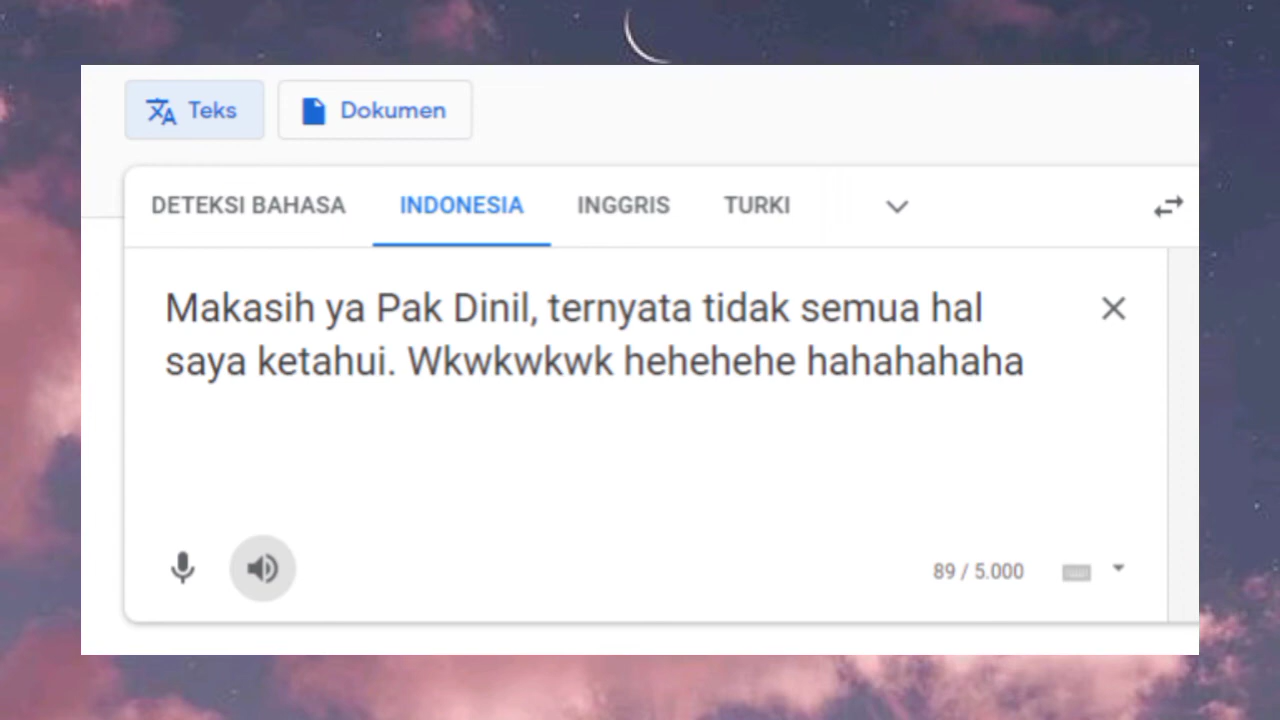 Teks Dokumen
DETEKSI BAHASA INDONESIA INGGRIS TURKI
Makasih ya Pak Dinil, ternyata tidak semua hal
saya ketahui. Wkwkwkwk hehehehe hahahahaha
89 / 5.000